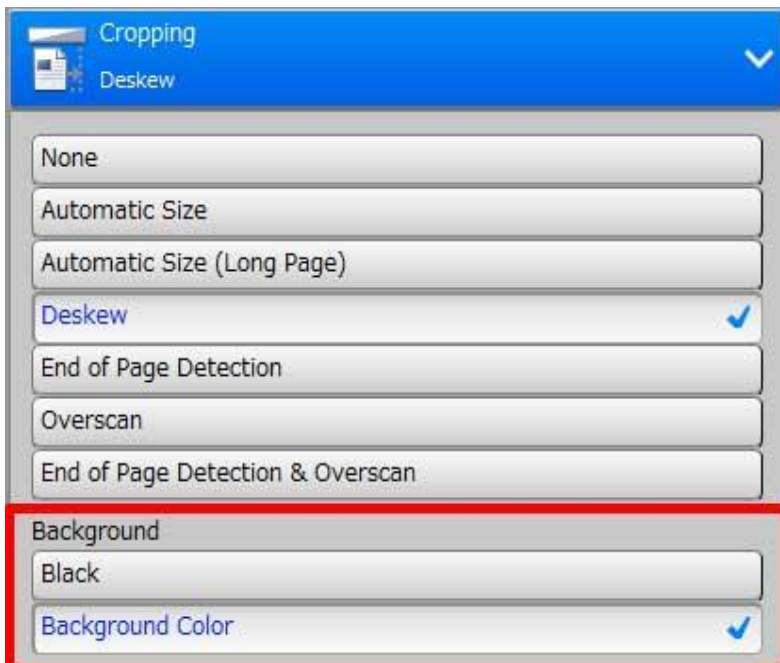 Cropping
Deskew
None
Automatic Size
Automatic Size (Long Page)
Deskew
End of Page Detection
Overscan
End of Page Detection & Overscan
Background
Black
Background Color